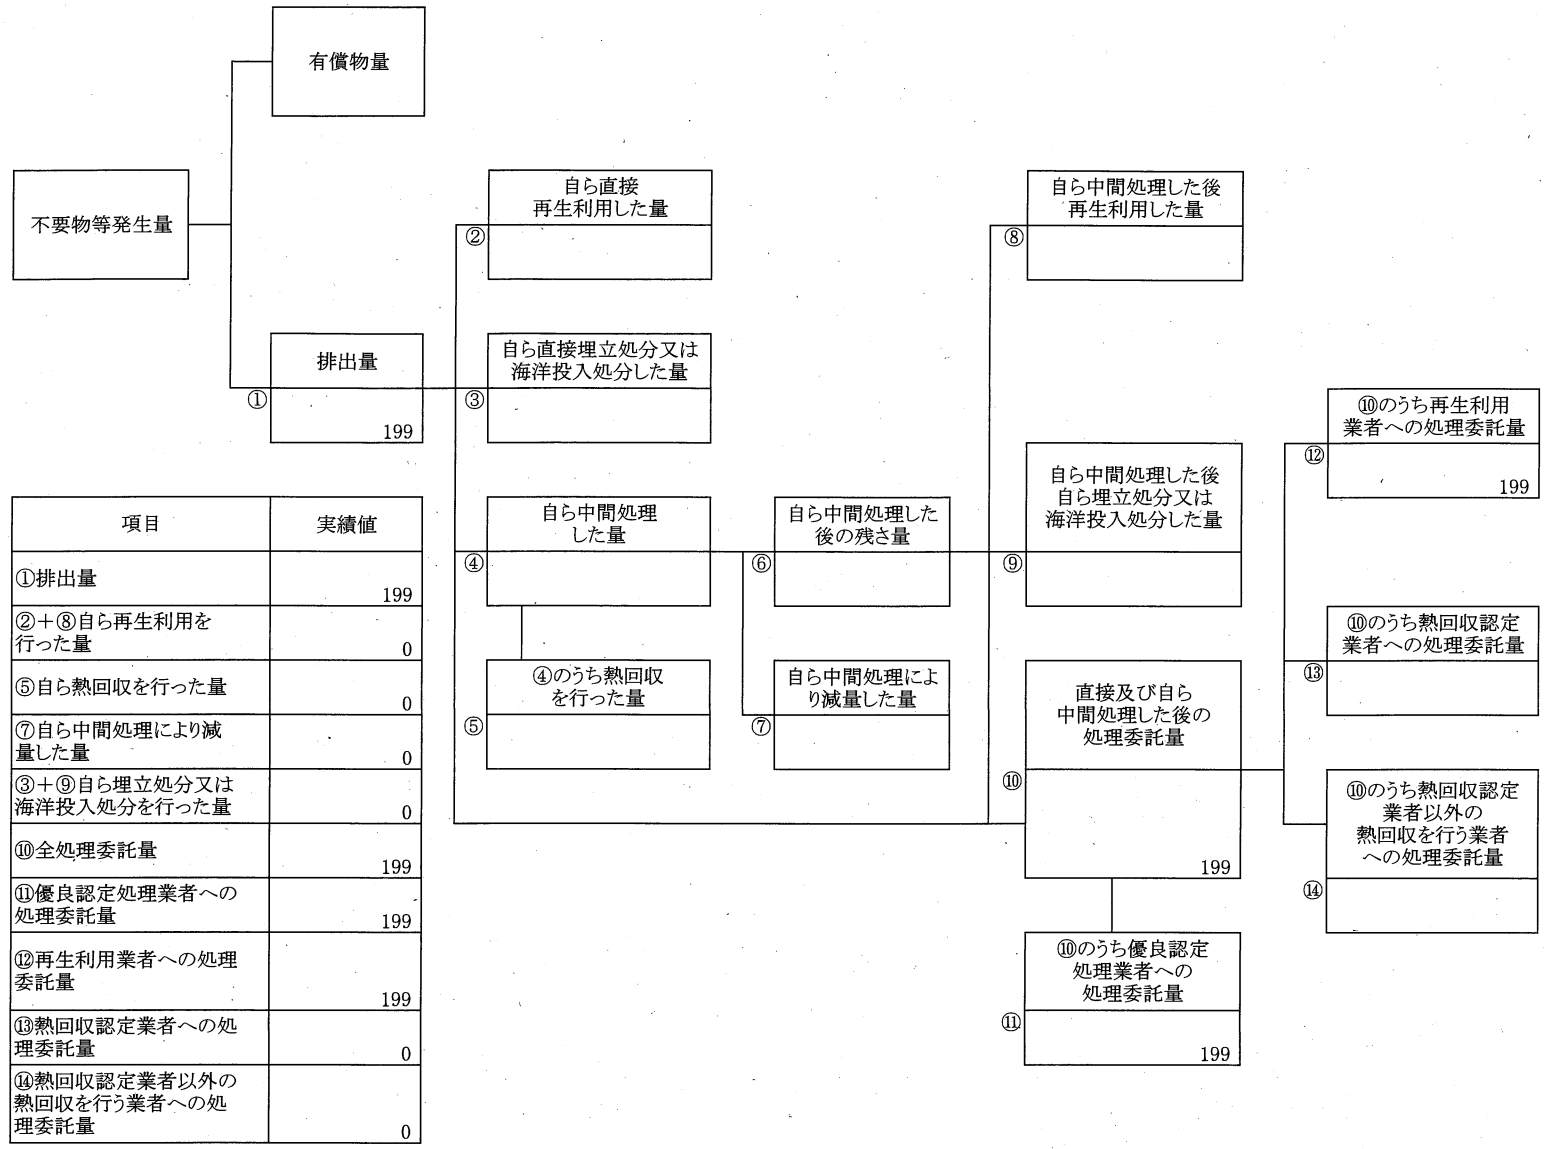 有償物量
不要物等発生量
自ら直接
再生利用した量
②
自ら中間処理した後
再生利用した量
⑧
排出量
①
199
自ら直接埋立処分又は
海洋投入処分した量
③
⑩のうち再生利用
業者への処理委託量
⑫
199
自ら中間処理
した量
④
自ら中間処理した
後の残さ量
⑥
自ら中間処理した後
自ら埋立処分又は
海洋投入処分した量
⑨
④のうち熱回収
を行った量
⑤
自ら中間処理によ
り減量した量
⑦
直接及び自ら
中間処理した後の
処理委託量
⑩
199
⑩のうち熱回収認定
業者への処理委託量
⑬
⑩のうち熱回収認定
業者以外の
熱回収を行う業者
への処理委託量
⑭
⑩のうち優良認定
処理業者への
処理委託量
⑪
199
項目 実績値
①排出量
199
②＋⑧自ら再生利用を
行った量
0
⑤自ら熱回収を行った量
0
⑦自ら中間処理により減
量した量
0
③＋⑨自ら埋立処分又は
海洋投入処分を行った量
0
⑩全処理委託量
199
⑪優良認定処理業者への
処理委託量
199
⑫再生利用業者への処理
委託量
199
⑬熱回収認定業者への処
理委託量
0
⑭熱回収認定業者以外の
熱回収を行う業者への処
理委託量
0